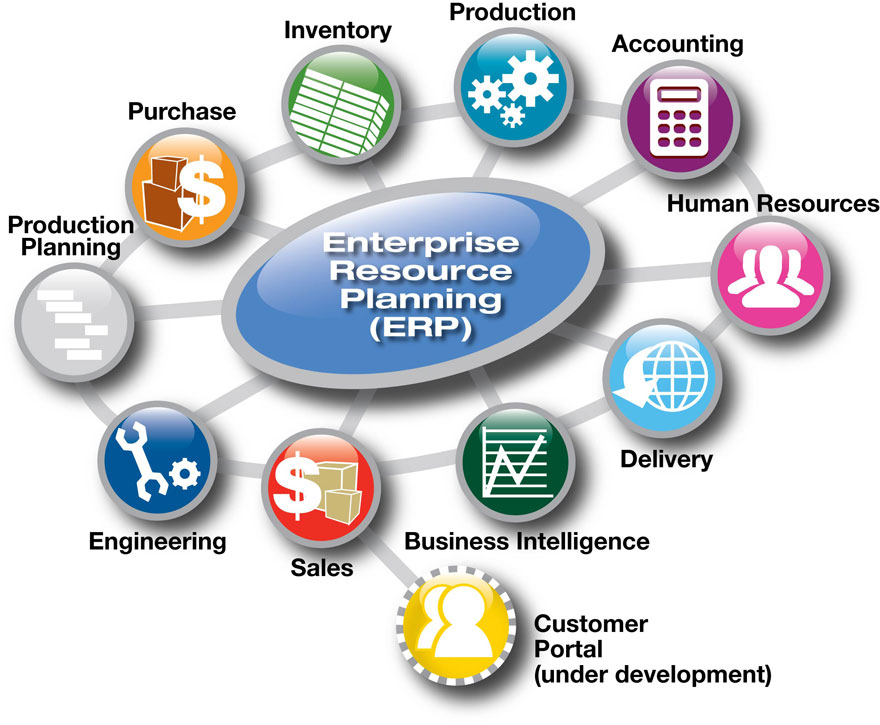 Production
Inventory
Accounting
Purchase
Human Resources
Production
Planning
Enterprise
Resource
Planning
(ERP)
$
Delivery
$
Engineering
Business Intelligence
Sales
Customer
Portal
(under development)